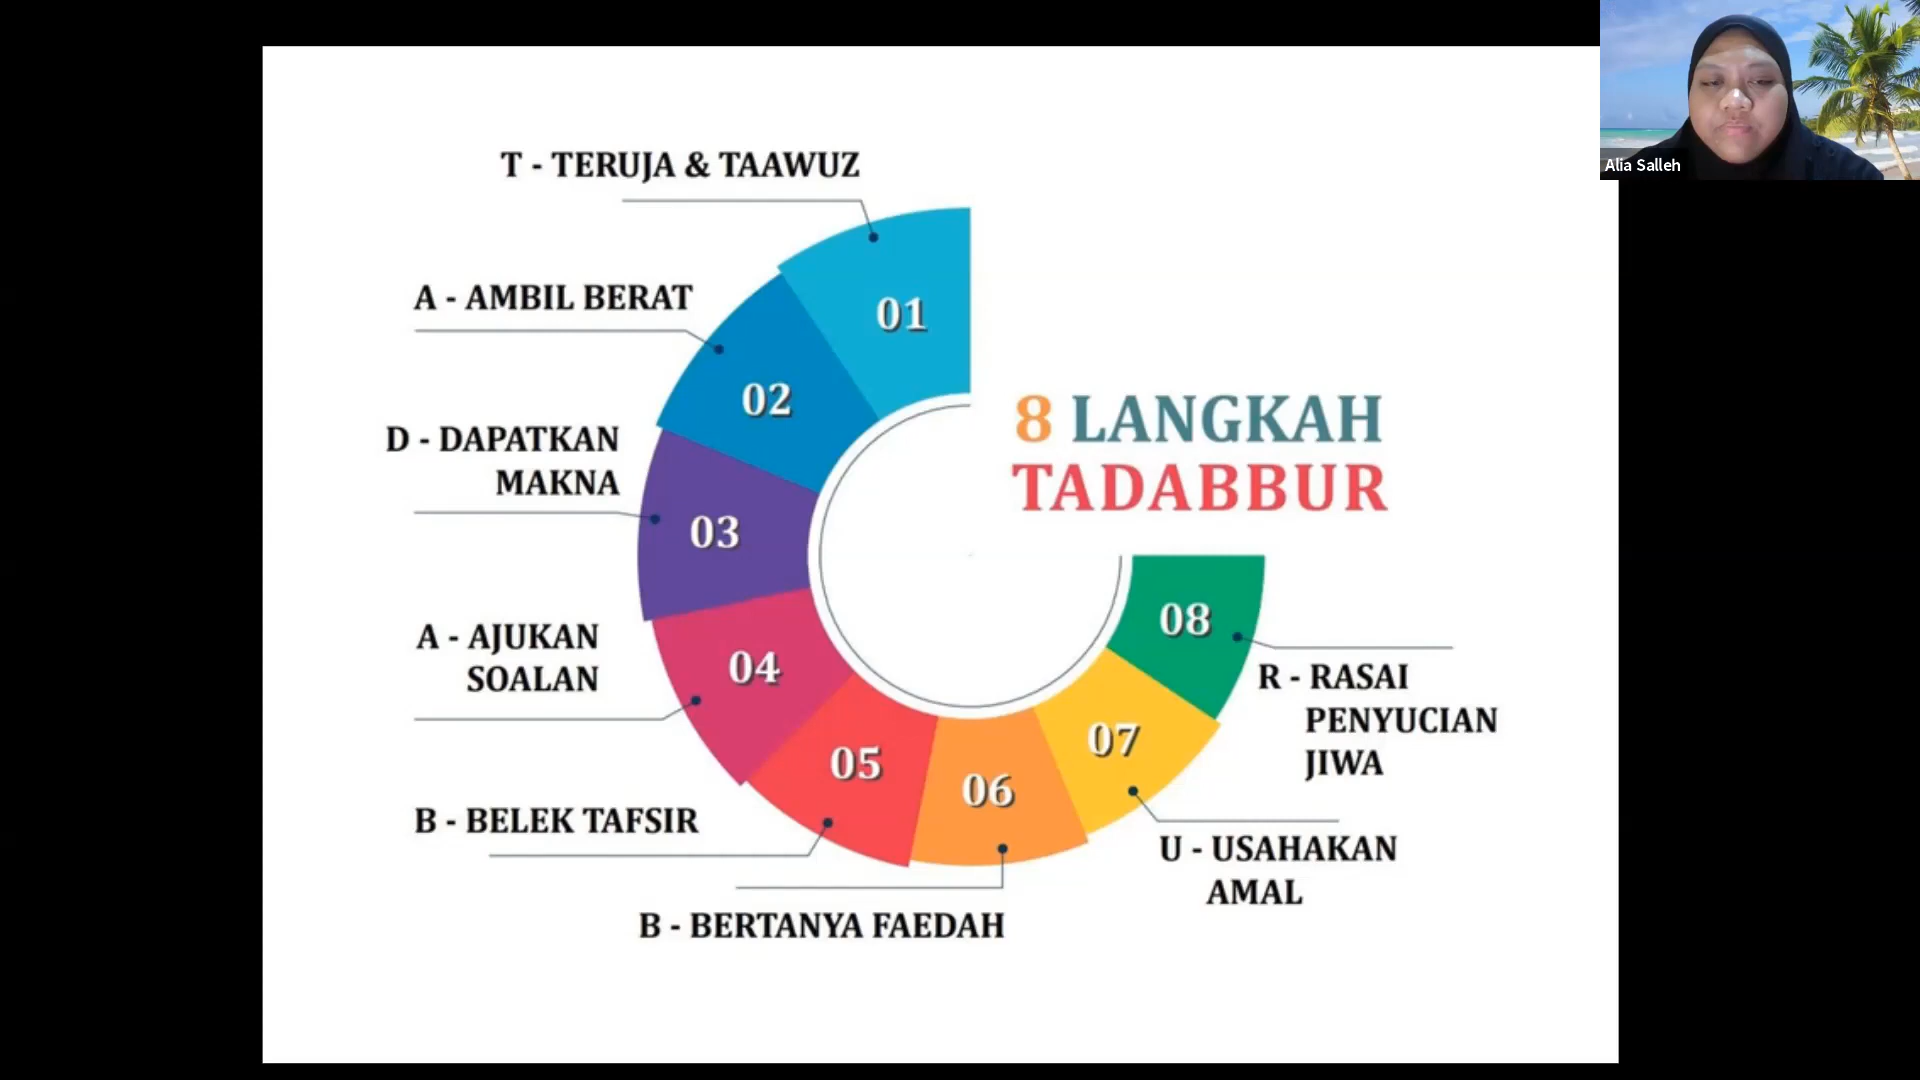 T - TERUJA & TAAWUZ
A - AMBIL BERAT
D - DAPATKAN
MAKNA
A - AJUKAN
SOALAN
B - BELEK TAFSIR
B - BERTANYA FAEDAH
U - USAHAKAN
AMAL
R - RASAI
PENYUCIAN
JIWA
01
02
03
04
05
06
07
08
8 LANGKAH
TADABBUR
Alia Salleh